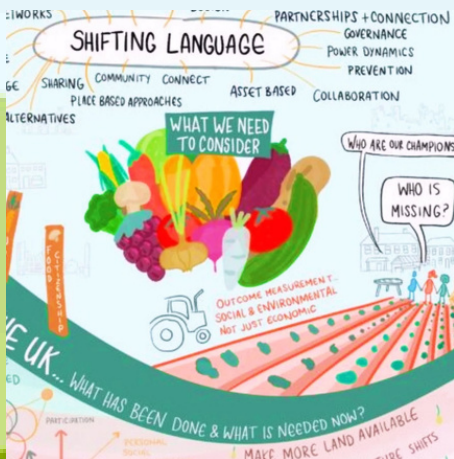 PARTNERSHIPS + CONNECTION
GOVERNANCE
POWER DYNAMICS
PREVENTION
SHIFTING LANGUAGE
SHARING
COMMUNITY
CONNECT
PLACE BASED APPROACHES
ASSET BASED
COLLABORATION
ALTERNATIVES
WHAT WE NEED
TO CONSIDER
WHO ARE OUR CHAMPIONS
WHO IS
MISSING?
FOOD
CITIZENSHIP
OUTCOME MEASUREMENT..
SOCIAL & ENVIRONMENTAL
NOT JUST ECONOMIC
UK... WHAT HAS BEEN DONE & WHAT IS NEEDED NOW?
PARTICIPATION
PERSONAL
SOCIAL
MAKE MORE LAND AVAILABLE
SHIFTS